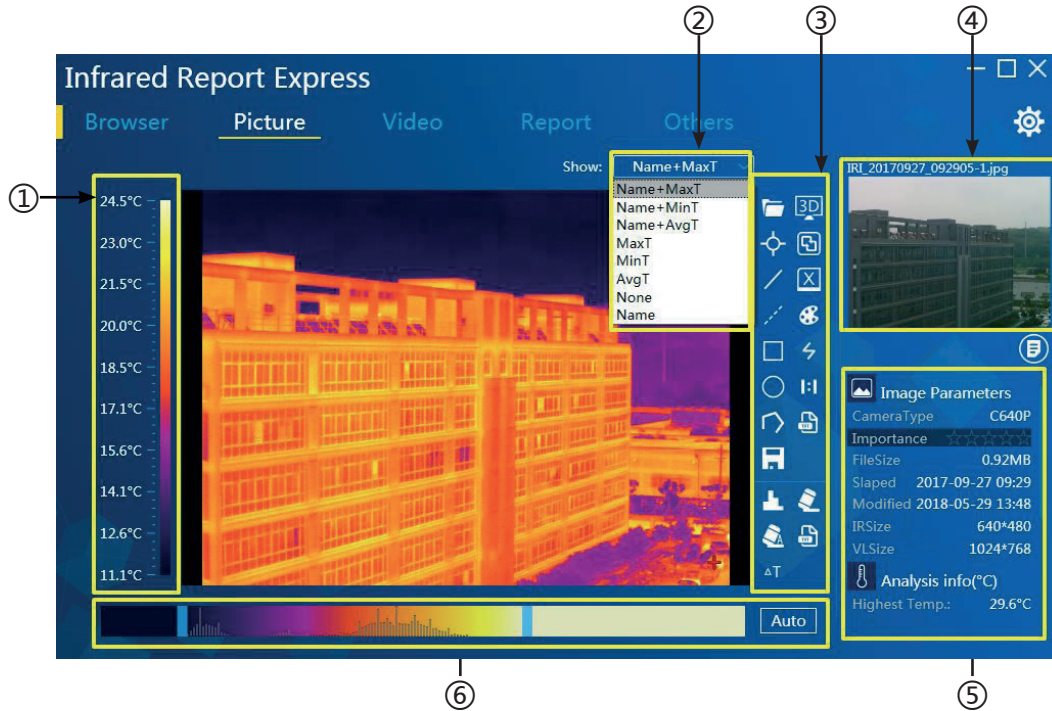 ② ③ ④
Infrared Report Express
Browser Picture Video Report Others
Show: Name+MaxT
IRI_20170927_092905-1.jpg
①
24.5°C
23.0°C
21.5°C
20.0°C
18.5°C
17.1°C
15.6°C
14.1°C
12.6°C
11.1°C
Name+MaxT
Name+MinT
Name+AvgT
MaxT
MinT
AvgT
None
Name
3D
X
1:1
A
△T
Image Parameters
CameraType C640P
Importance
FileSize 0.92MB
Slaped 2017-09-27 09:29
Modified 2018-05-29 13:48
IRSize 640*480
VLSize 1024*768
Analysis info(°C)
Highest Temp.: 29.6°C
Auto
⑥ ⑤